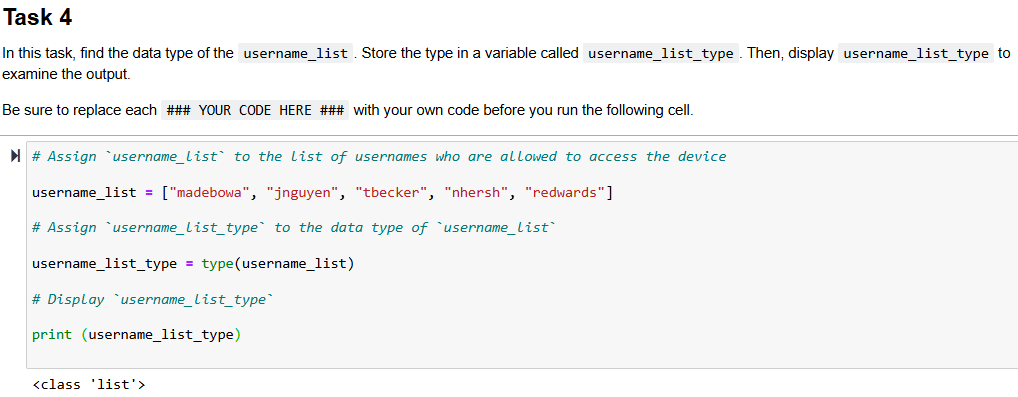 Task 4
In this task, find the data type of the username_list . Store the type in a variable called username_list_type . Then, display username_list_type to
examine the output.
Be sure to replace each ### YOUR CODE HERE ### with your own code before you run the following cell.
# Assign `username_list` to the list of usernames who are allowed to access the device
username_list = ["madebowa", "jnguyen", "tbecker", "nhersh", "redwards"]
# Assign `username_list_type` to the data type of `username_list`
username_list_type = type(username_list)
# Display `username_list_type`
print (username_list_type)
<class 'list'>